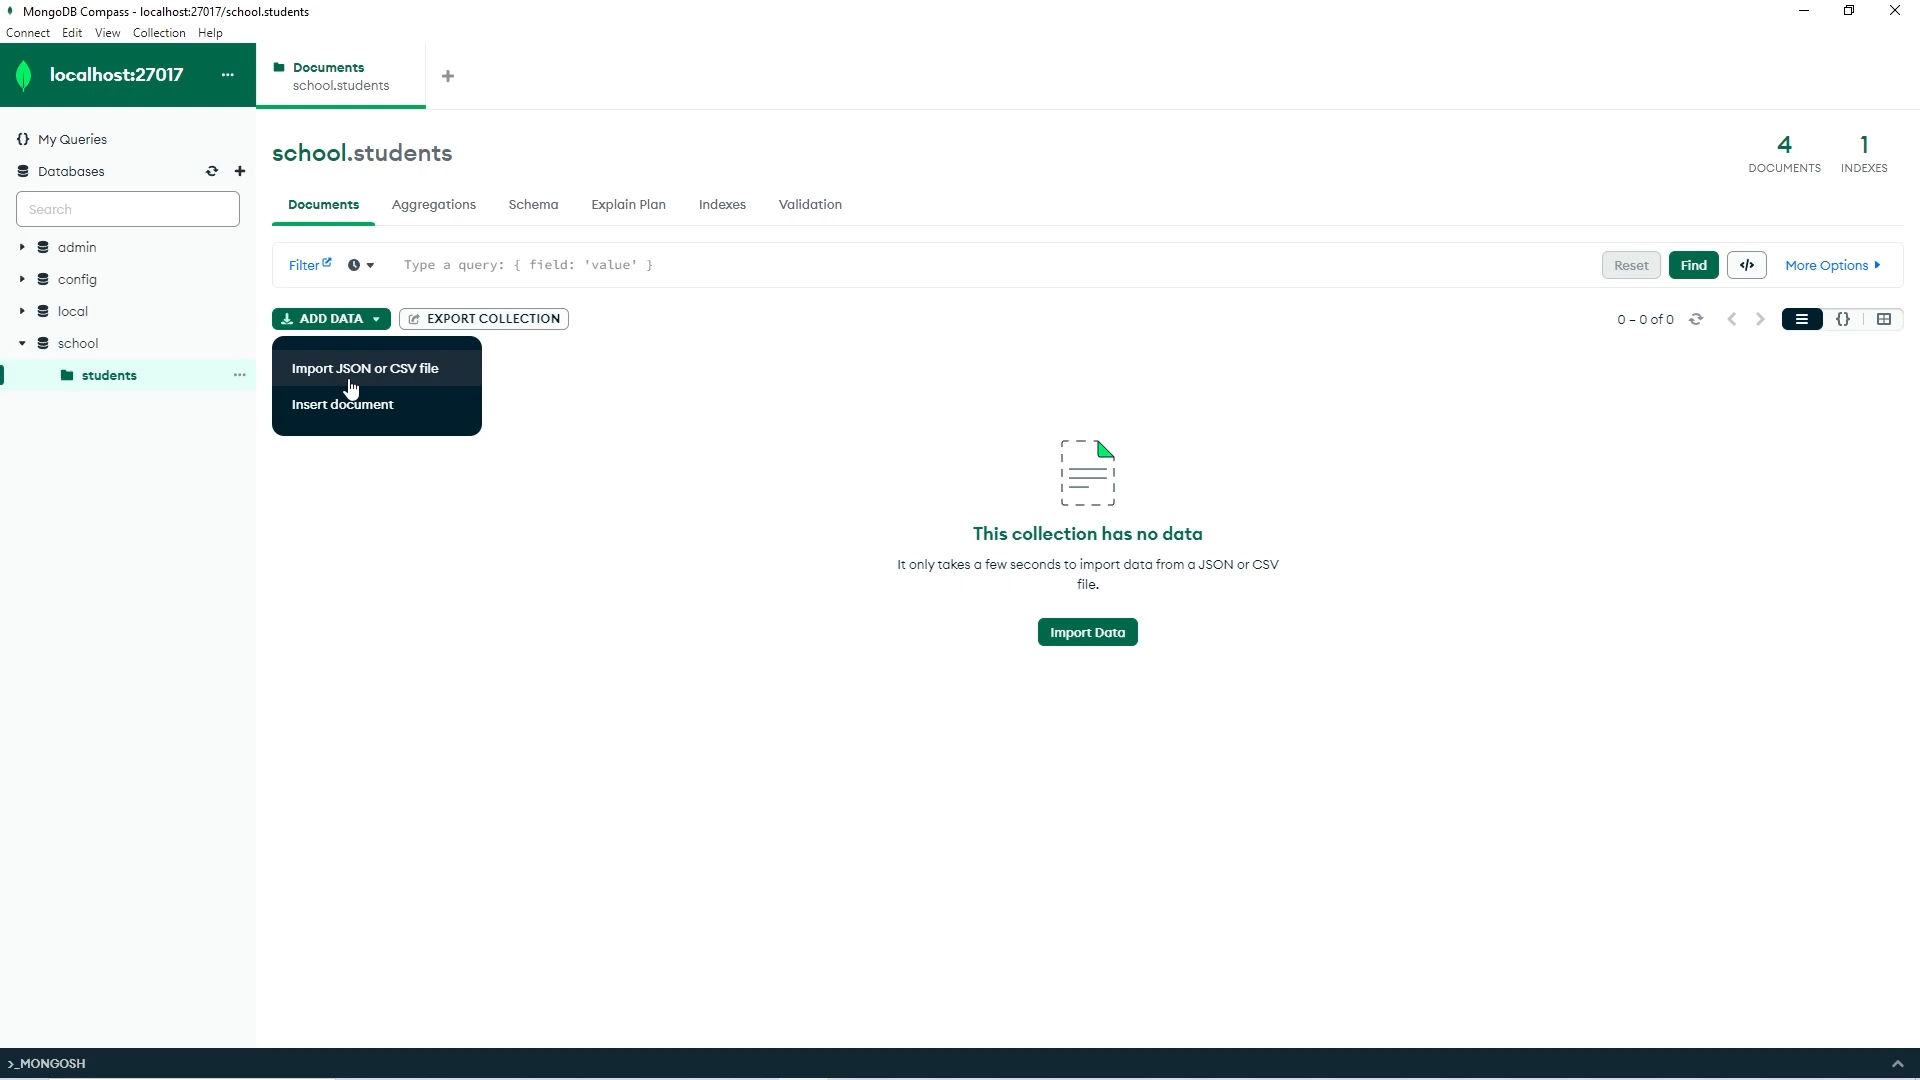 MongoDB Compass - localhost:27017/school.students
Connect Edit View Collection Help
localhost:27017 ...
Documents
school.students
+
{} My Queries
Databases
Search
admin
config
local
school
students ...
school.students
4
DOCUMENTS
1
INDEXES
Documents Aggregations Schema Explain Plan Indexes Validation
Filter Type a query: { field: 'value' } Reset Find </> More Options
ADD DATA EXPORT COLLECTION 0 – 0 of 0 {}
Import JSON or CSV file
Insert document
This collection has no data
It only takes a few seconds to import data from a JSON or CSV
file.
Import Data
>_MONGOSH